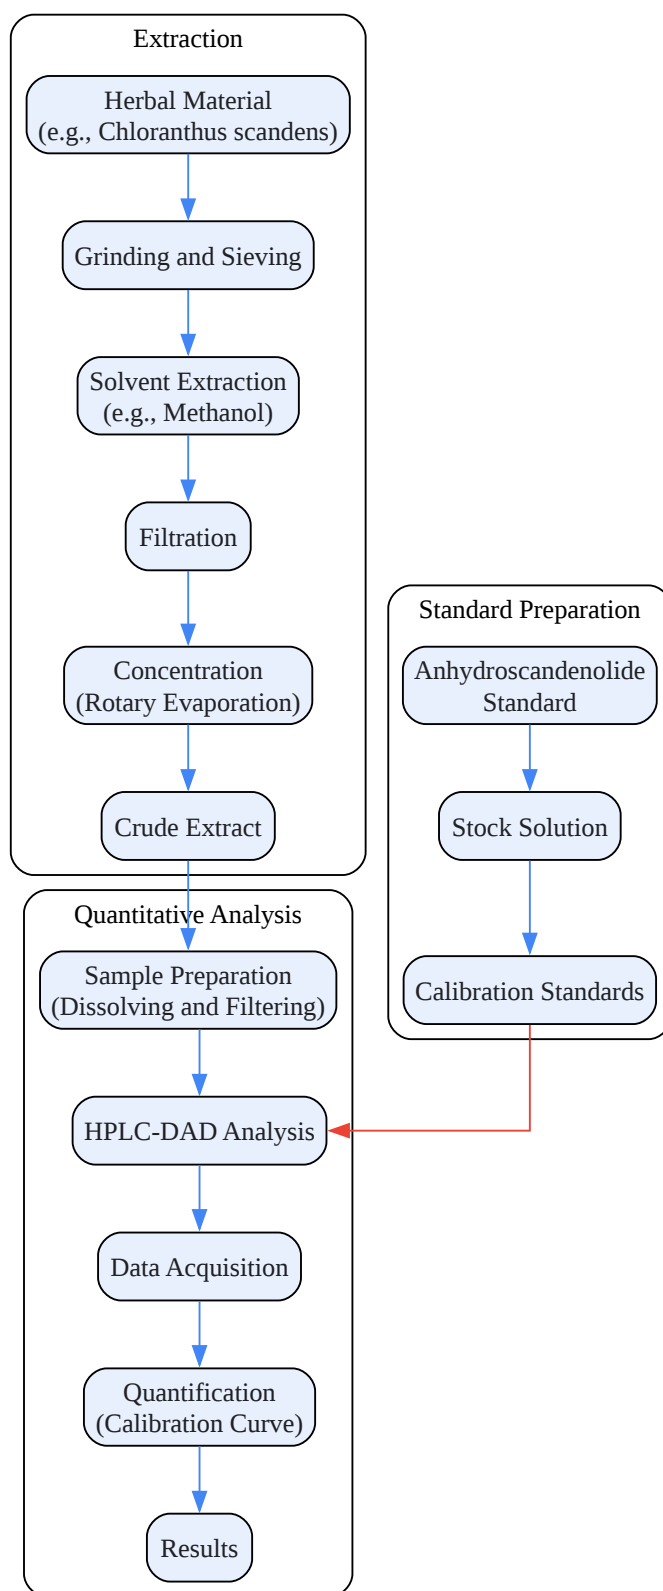 Extraction
Herbal Material
(e.g., Chloranthus scandens)
Grinding and Sieving
Solvent Extraction
(e.g., Methanol)
Filtration
Concentration
(Rotary Evaporation)
Crude Extract
Standard Preparation
Anhydroscandenolide
Standard
Stock Solution
Calibration Standards
Quantitative Analysis
Sample Preparation
(Dissolving and Filtering)
HPLC-DAD Analysis
Data Acquisition
Quantification
(Calibration Curve)
Results